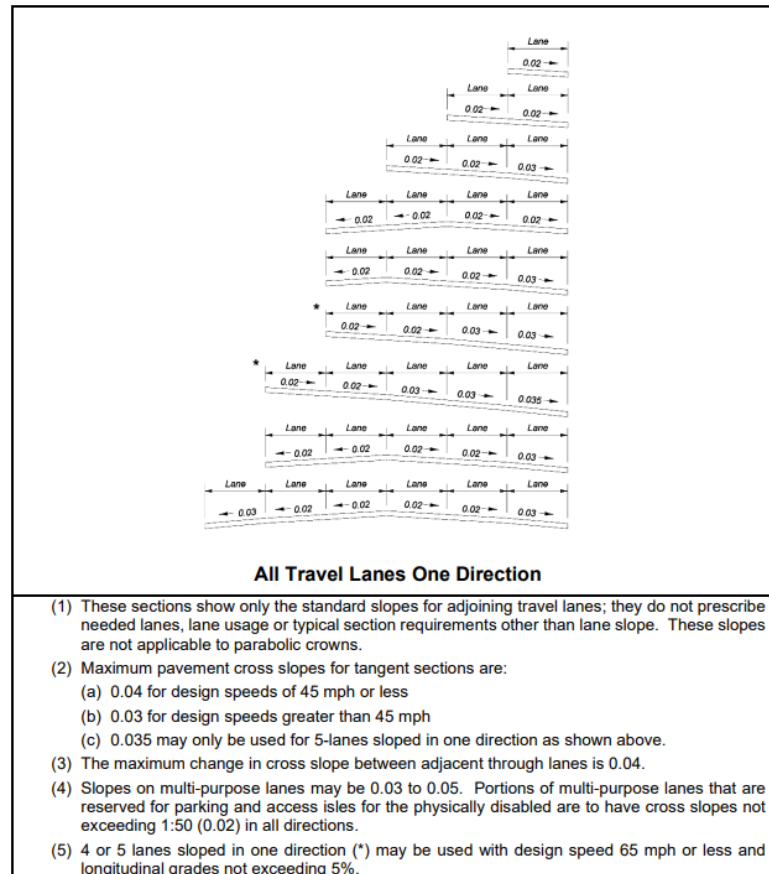 Lane
0.02
Lane Lane
0.02 0.02
Lane Lane Lane
0.02 0.02 0.03
Lane Lane Lane Lane
0.02 0.02 0.02 0.02
Lane Lane Lane Lane
0.02 0.02 0.02 0.03
* Lane Lane Lane Lane
0.02 0.02 0.03 0.03
* Lane Lane Lane Lane Lane
0.02 0.02 0.03 0.03 0.035
Lane Lane Lane Lane Lane
0.02 0.02 0.02 0.02 0.03
Lane Lane Lane Lane Lane Lane
0.03 0.02 0.02 0.02 0.02 0.03
All Travel Lanes One Direction
(1) These sections show only the standard slopes for adjoining travel lanes; they do not prescribe
needed lanes, lane usage or typical section requirements other than lane slope. These slopes
are not applicable to parabolic crowns.
(2) Maximum pavement cross slopes for tangent sections are:
(a) 0.04 for design speeds of 45 mph or less
(b) 0.03 for design speeds greater than 45 mph
(c) 0.035 may only be used for 5-lanes sloped in one direction as shown above.
(3) The maximum change in cross slope between adjacent through lanes is 0.04.
(4) Slopes on multi-purpose lanes may be 0.03 to 0.05. Portions of multi-purpose lanes that are
reserved for parking and access isles for the physically disabled are to have cross slopes not
exceeding 1:50 (0.02) in all directions.
(5) 4 or 5 lanes sloped in one direction (*) may be used with design speed 65 mph or less and
longitudinal grades not exceeding 5%.